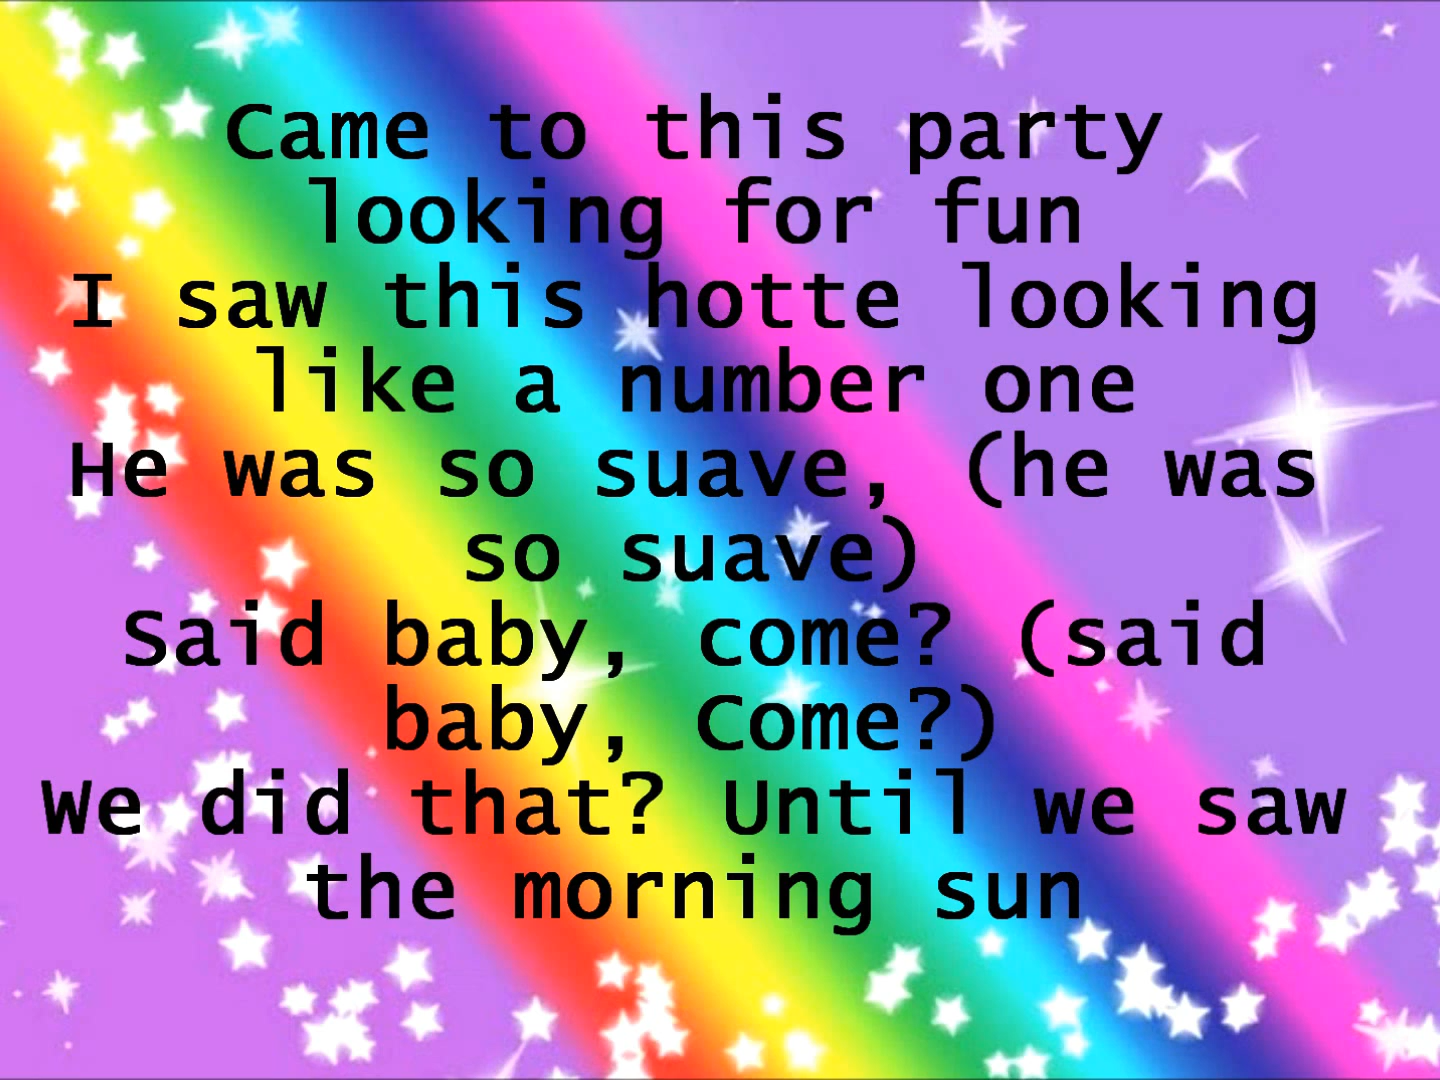 Came to this party
looking for fun
I saw this hotte looking
like a number one
He was so suave, (he was
so suave)
Said baby, come? (said
baby, Come?)
We did that? Until we saw
the morning sun